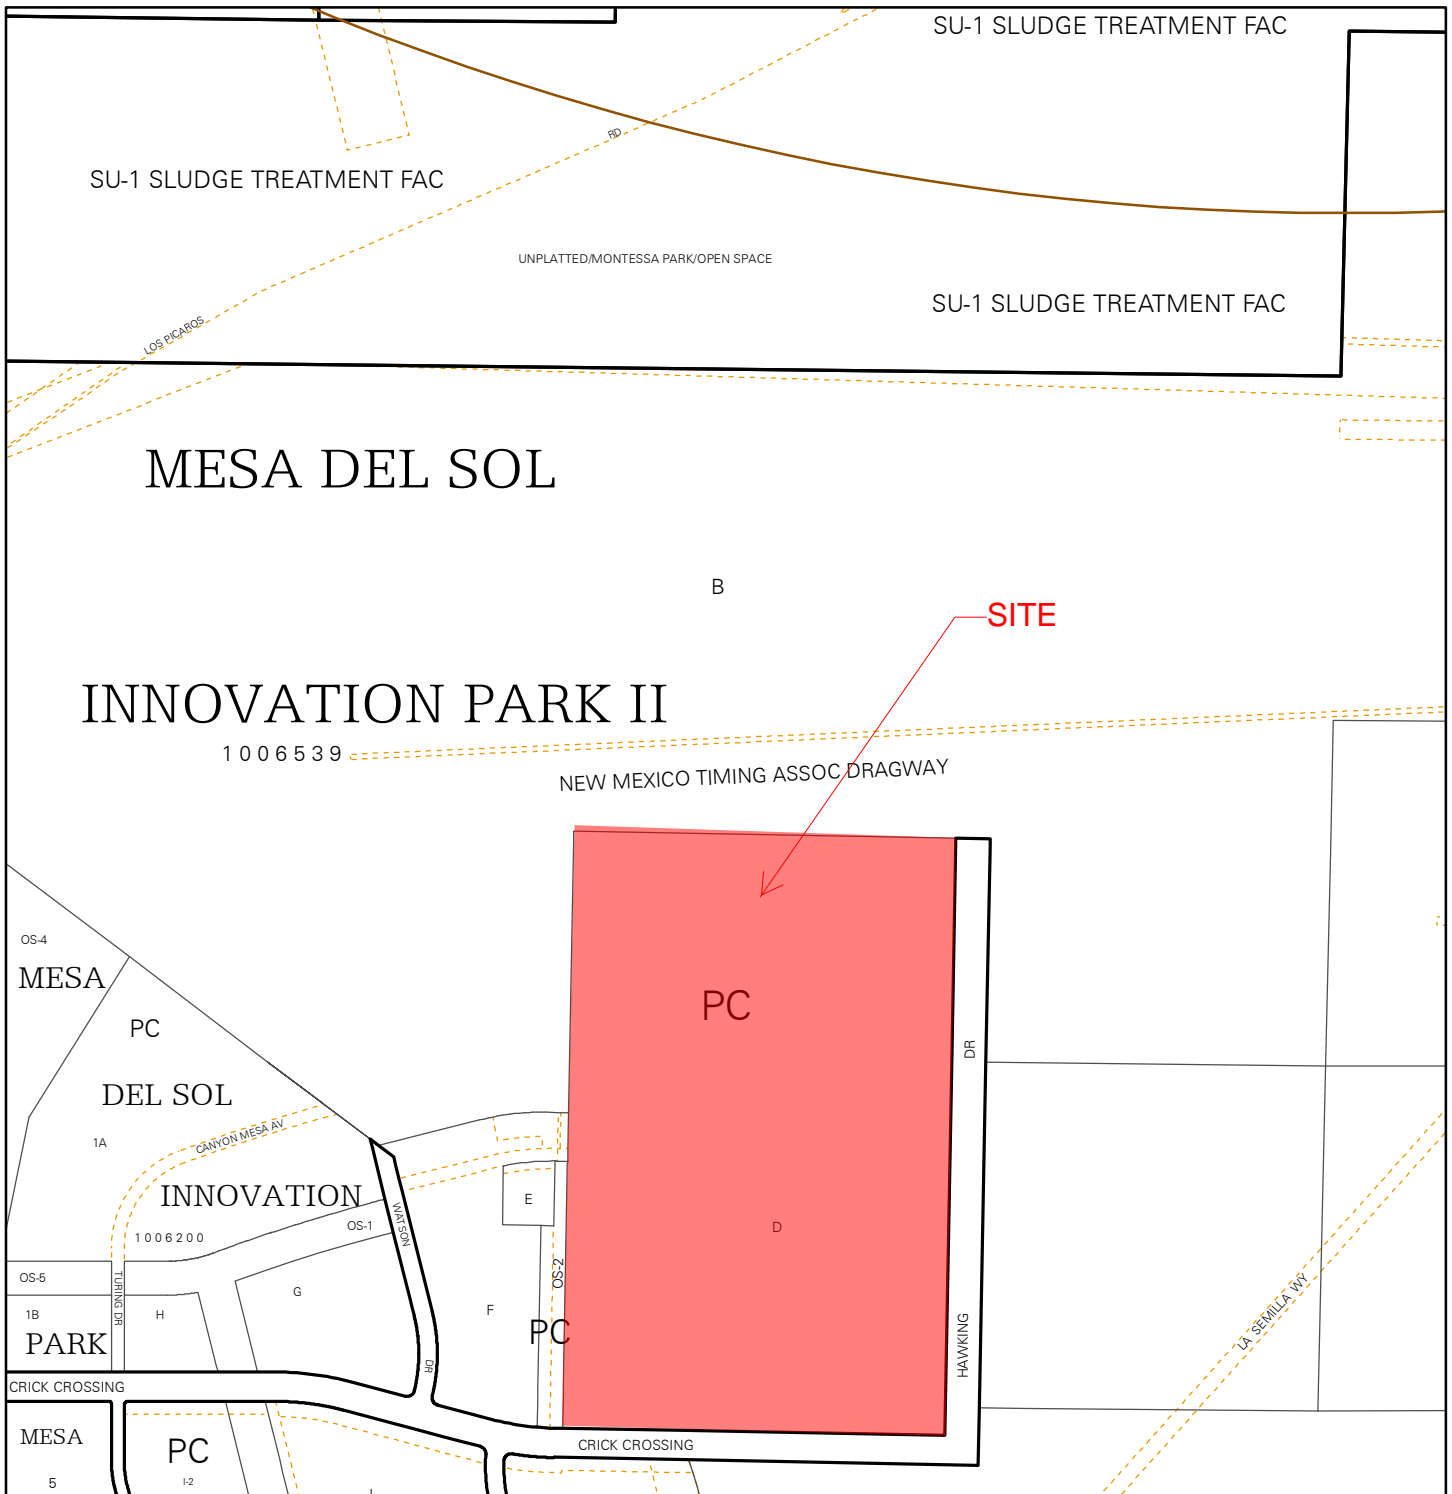 SU-1 SLUDGE TREATMENT FAC
RD
SU-1 SLUDGE TREATMENT FAC
UNPLATTED/MONTESSA PARK/OPEN SPACE
SU-1 SLUDGE TREATMENT FAC
LOS PICAROS
MESA DEL SOL
B
SITE
INNOVATION PARK II
1006539
NEW MEXICO TIMING ASSOC DRAGWAY
OS-4
MESA
PC
PC
DR
DEL SOL
CANYON MESA AV
1A
INNOVATION
E
OS-1
WATSON
D
1006200
OS-2
OS-5
TURING DR
G
F
1B
H
PC
PARK
DR
HAWKING
LA SEMILLA WY
CRICK CROSSING
CRICK CROSSING
MESA
PC
5
I-2